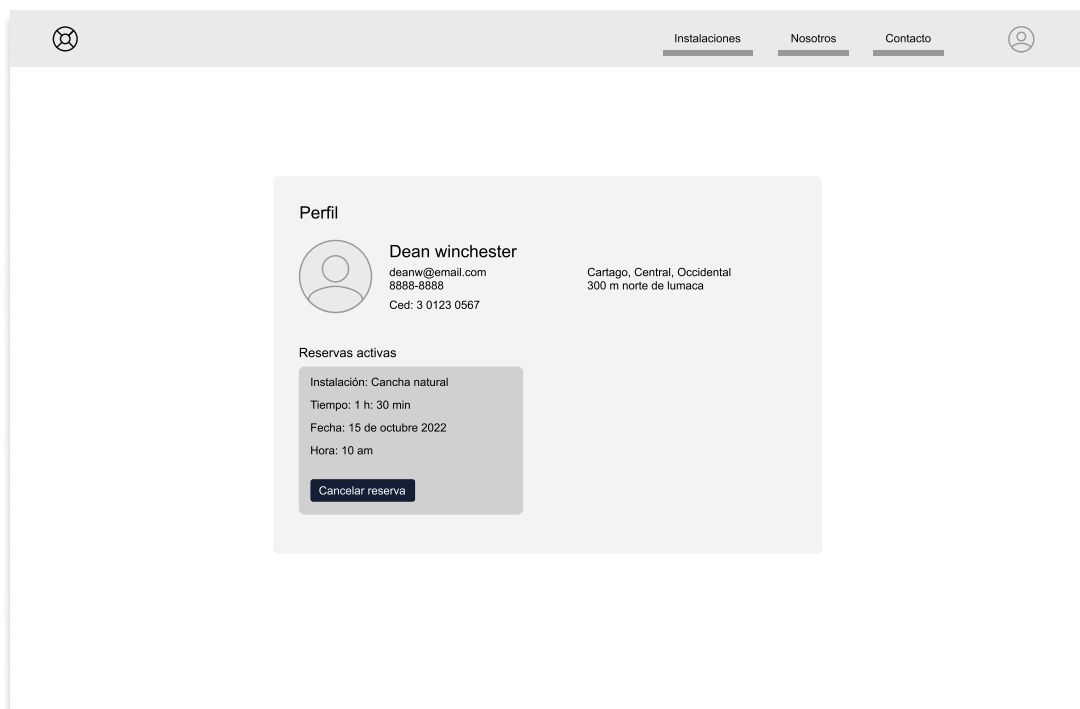 Instalaciones
Nosotros
Contacto
Perfil
Dean winchester
deanw@email.com
8888-8888
Ced: 3 0123 0567
Cartago, Central, Occidental
300 m norte de lumaca
Reservas activas
Instalación: Cancha natural
Tiempo: 1 h: 30 min
Fecha: 15 de octubre 2022
Hora: 10 am
Cancelar reserva